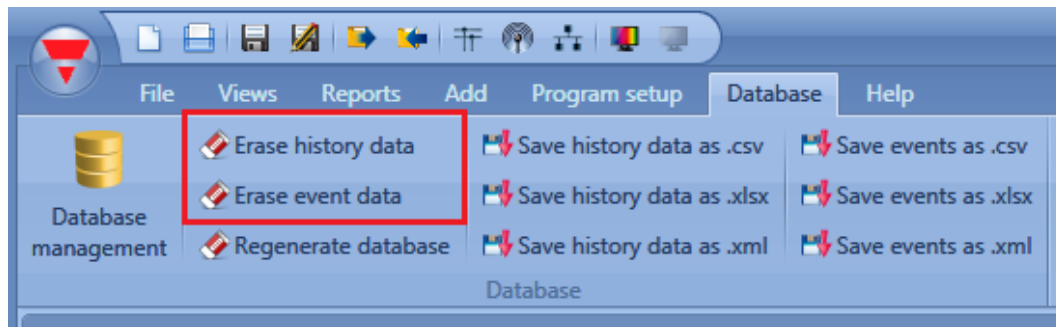 File Views Reports Add Program setup Database Help
Database management
Erase history data
Erase event data
Regenerate database
Save history data as .csv
Save history data as .xlsx
Save history data as .xml
Save events as .csv
Save events as .xlsx
Save events as .xml
Database